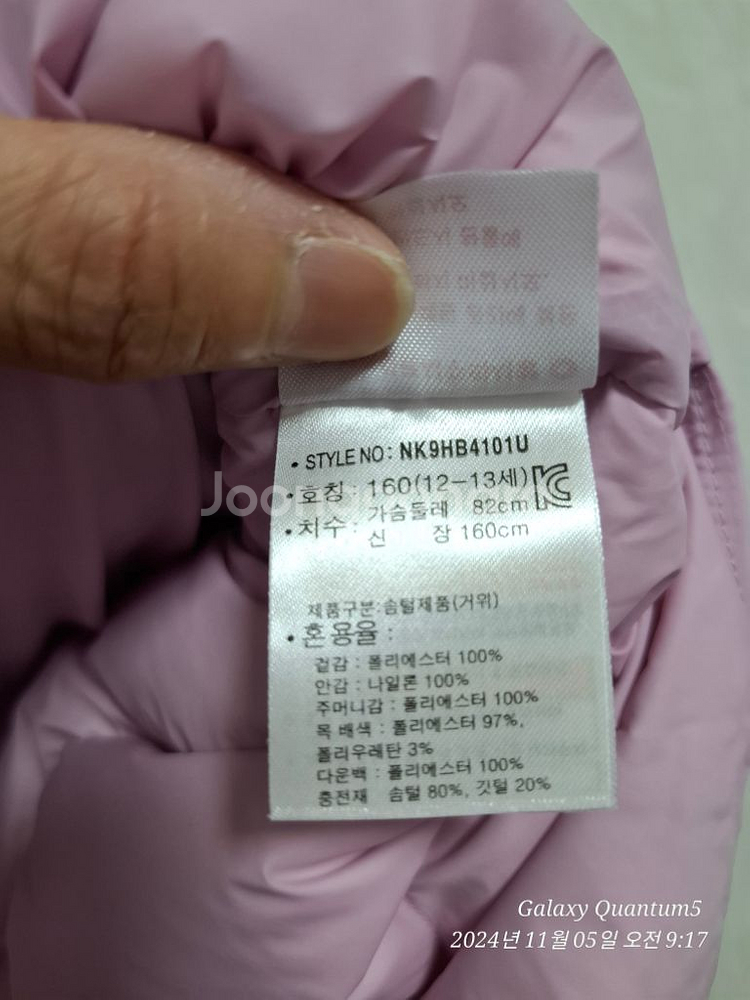 • STYLE NO: NK9HB4101U
• 호칭 : 160(12-13세)
• 치수 : 가슴둘레 82cm
신 장 160cm
제품구분:솜털제품(거위)
• 혼용율 :
겉감 : 폴리에스터 100%
안감 : 나일론 100%
주머니감 : 폴리에스터 100%
목 배색 : 폴리에스터 97%,
폴리우레탄 3%
다운백 : 폴리에스터 100%
충전재 솜털 80%, 깃털 20%
Galaxy Quantum5
2024년 11월 05일 오전 9:17